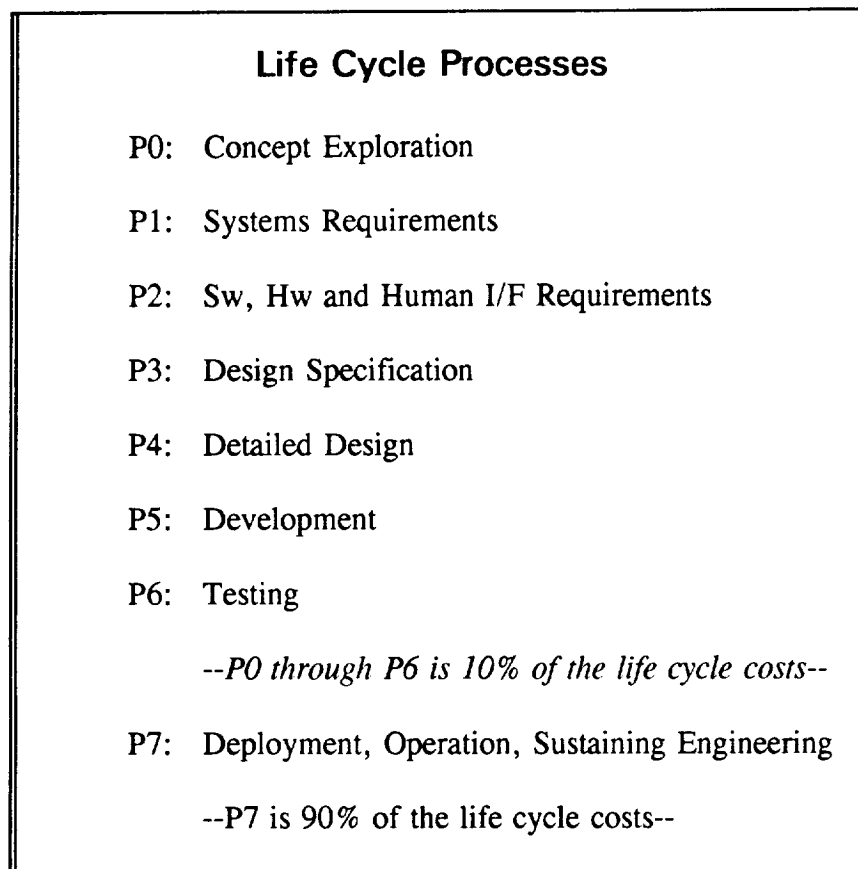 Life Cycle Processes
P0: Concept Exploration
P1: Systems Requirements
P2: Sw, Hw and Human I/F Requirements
P3: Design Specification
P4: Detailed Design
P5: Development
P6: Testing
--P0 through P6 is 10% of the life cycle costs--
P7: Deployment, Operation, Sustaining Engineering
--P7 is 90% of the life cycle costs--